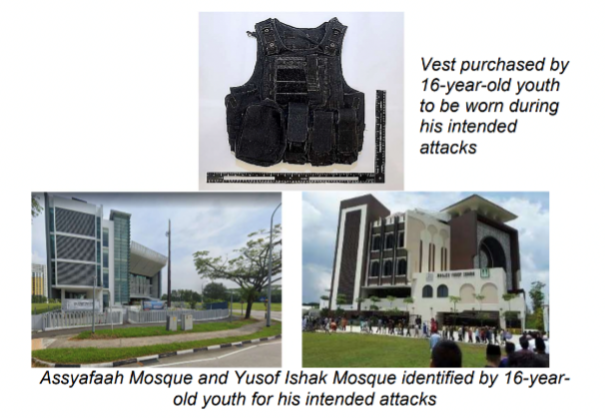 Vest purchased by
16-year-old youth
to be worn during
his intended
attacks
Assyafaah Mosque and Yusof Ishak Mosque identified by 16-year-
old youth for his intended attacks